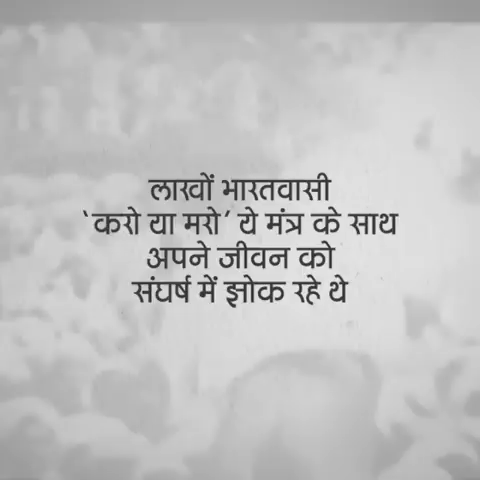 लाखों भारतवासी
`करो या मरो´ ये मंत्र के साथ
अपने जीवन को
संघर्ष में झोक रहे थे